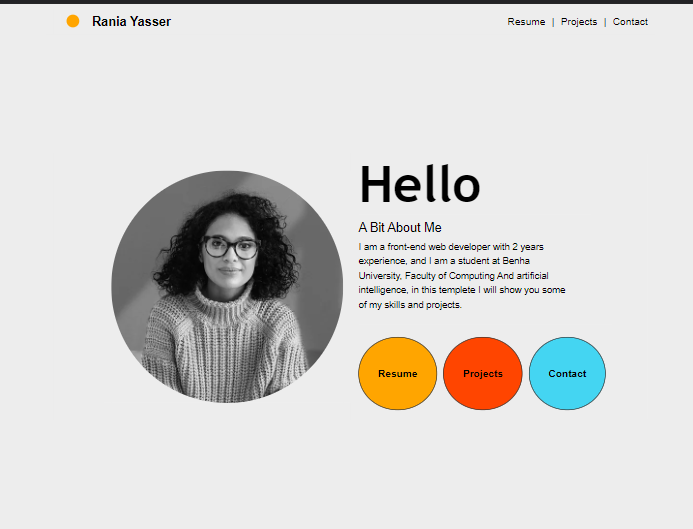 Rania Yasser
Resume | Projects | Contact
Hello
A Bit About Me
I am a front-end web developer with 2 years
experience, and I am a student at Benha
University, Faculty of Computing And artificial
intelligence, in this templete I will show you some
of my skills and projects.
Resume
Projects
Contact